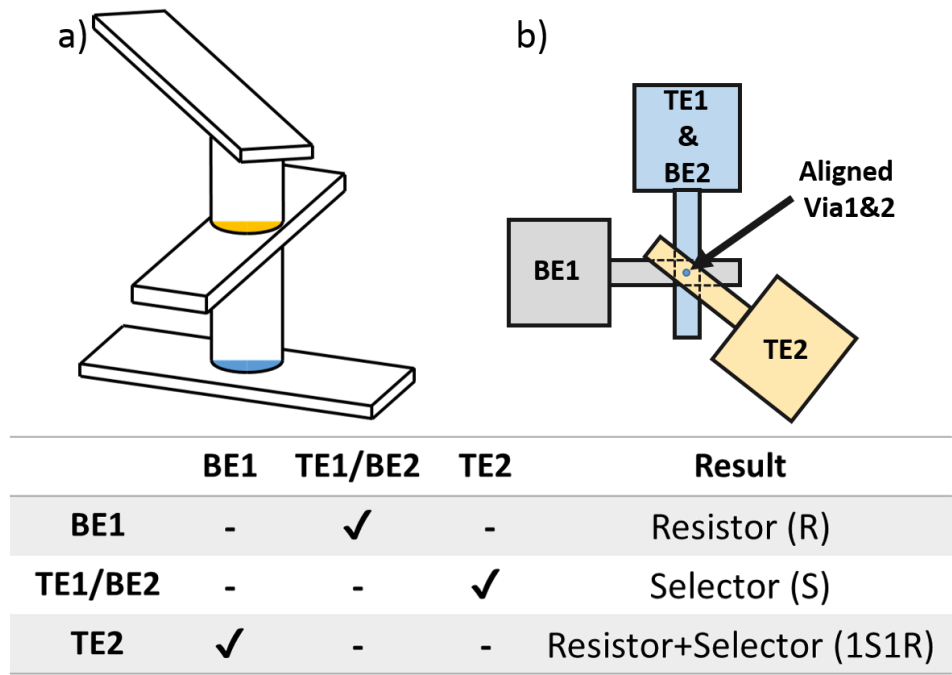 a)
b)
TE1
&
BE2
Aligned
Via1&2
BE1
TE2
BE1 TE1/BE2 TE2 Result
BE1 - ✓ - Resistor (R)
TE1/BE2 - - ✓ Selector (S)
TE2 ✓ - - Resistor+Selector (1S1R)